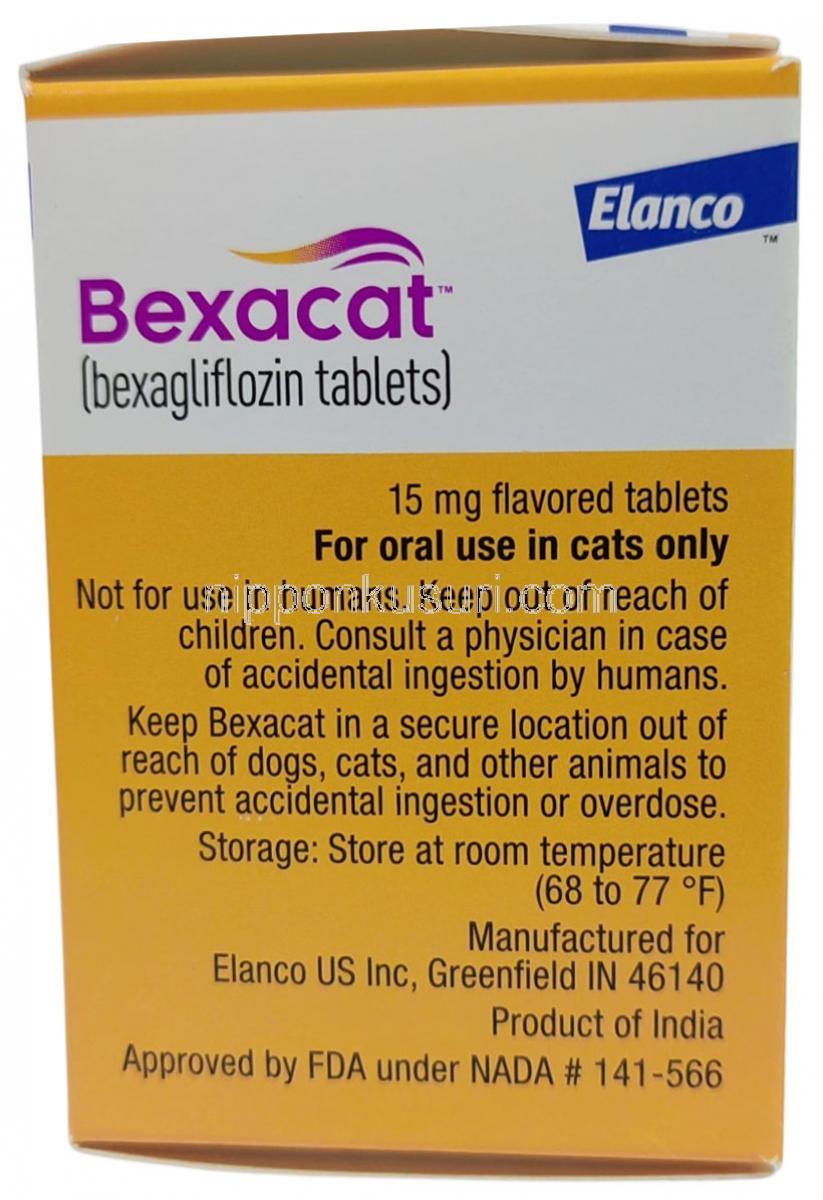 Elanco
TM
Bexacat™
(bexagliflozin tablets)
15 mg flavored tablets
For oral use in cats only
Not for use in humans. Keep out of reach of
nipponkusuri.com
children. Consult a physician in case
of accidental ingestion by humans.
Keep Bexacat in a secure location out of
reach of dogs, cats, and other animals to
prevent accidental ingestion or overdose.
Storage: Store at room temperature
(68 to 77 °F)
Manufactured for
Elanco US Inc, Greenfield IN 46140
Product of India
Approved by FDA under NADA # 141-566